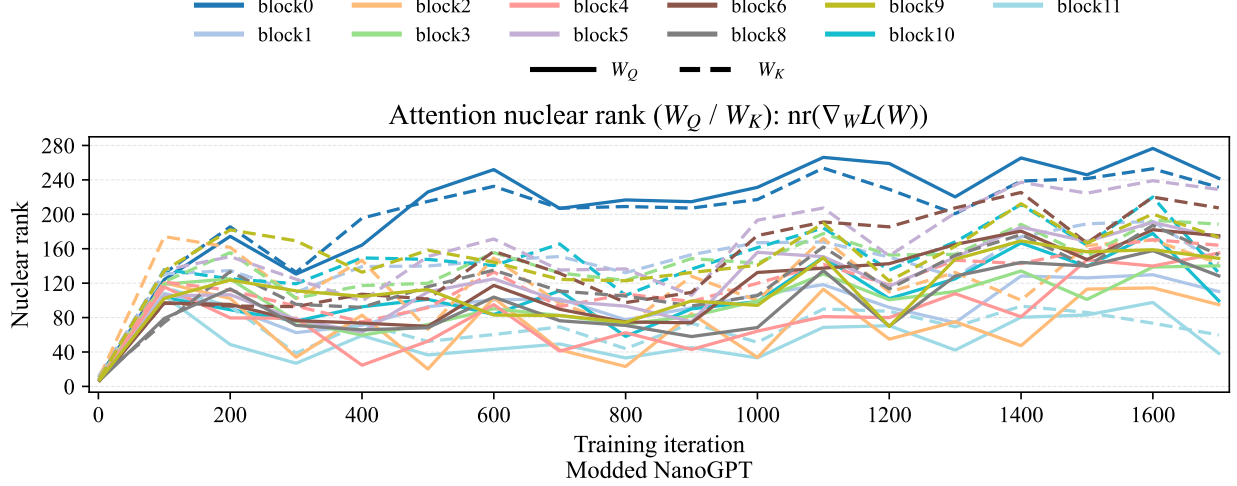 block0 block2 block4 block6 block9 block11
block1 block3 block5 block8 block10
W_Q W_K
Attention nuclear rank (W_Q / W_K): nr(∇_W L(W))
Nuclear rank
280
240
200
160
120
80
40
0
0 200 400 600 800 1000 1200 1400 1600
Training iteration
Modded NanoGPT